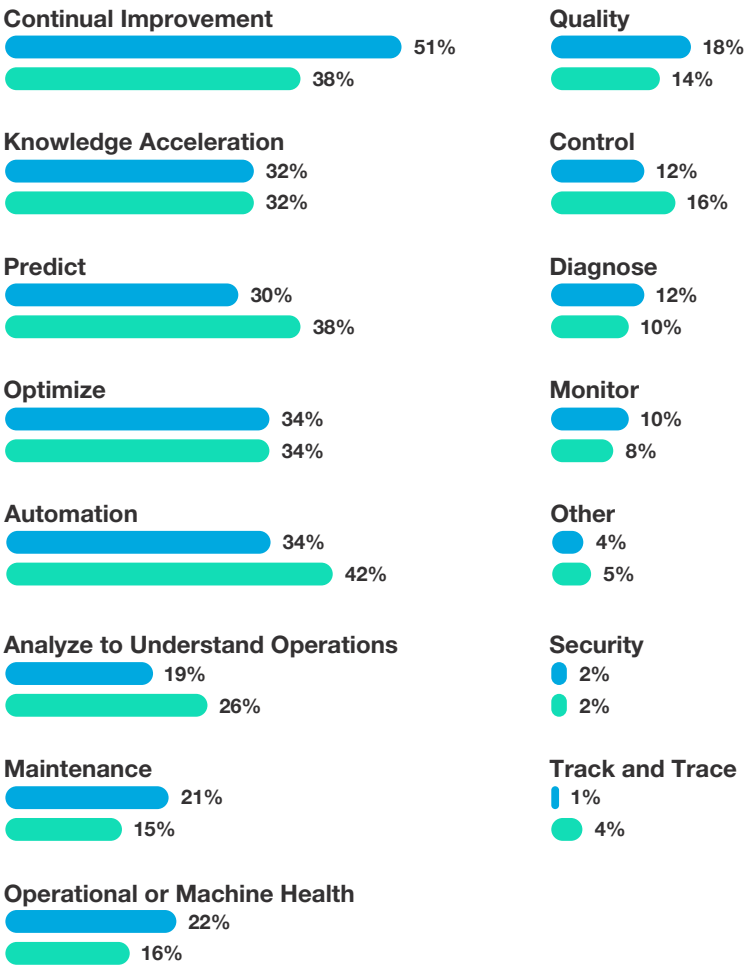 Continual Improvement
51%
38%
Knowledge Acceleration
32%
32%
Predict
30%
38%
Optimize
34%
34%
Automation
34%
42%
Analyze to Understand Operations
19%
26%
Maintenance
21%
15%
Operational or Machine Health
22%
16%
Quality
18%
14%
Control
12%
16%
Diagnose
12%
10%
Monitor
10%
8%
Other
4%
5%
Security
2%
2%
Track and Trace
1%
4%